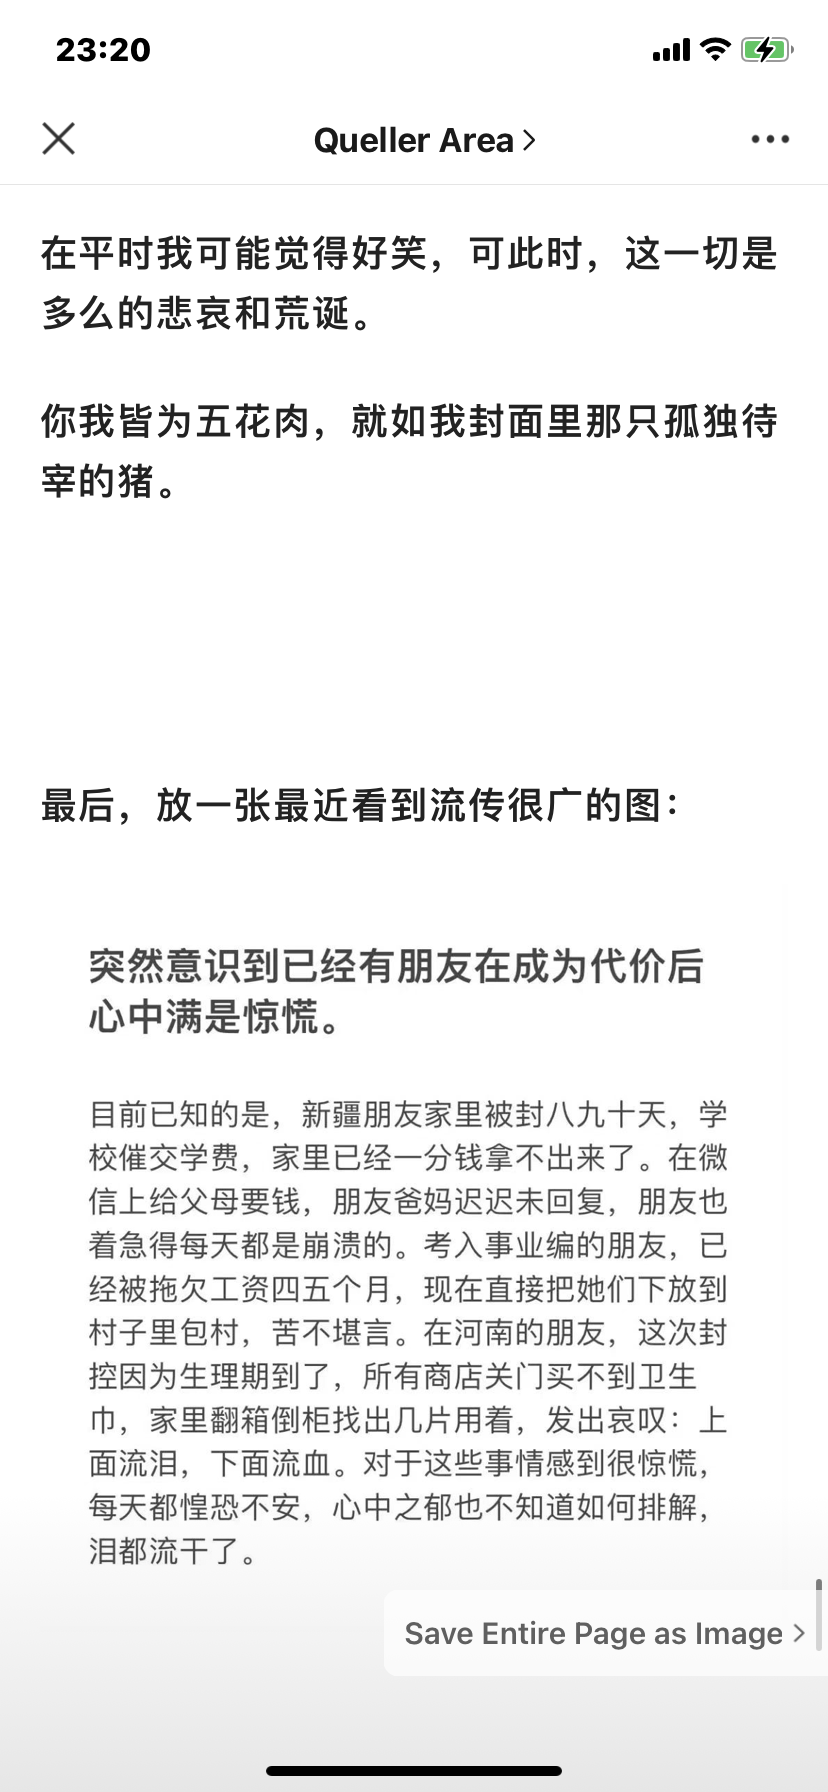 23:20
Queller Area
在平时我可能觉得好笑，可此时，这一切是
多么的悲哀和荒诞。
你我皆为五花肉，就如我封面里那只孤独待
宰的猪。
最后，放一张最近看到流传很广的图：
突然意识到已经有朋友在成为代价后
心中满是惊慌。
目前已知的是，新疆朋友家里被封八九十天，学
校催交学费，家里已经一分钱拿不出来了。在微
信上给父母要钱，朋友爸妈迟迟未回复，朋友也
着急得每天都是崩溃的。考入事业编的朋友，已
经被拖欠工资四五个月，现在直接把她们下放到
村子里包村，苦不堪言。在河南的朋友，这次封
控因为生理期到了，所有商店关门买不到卫生
巾，家里翻箱倒柜找出几片用着，发出哀叹：上
面流泪，下面流血。对于这些事情感到很惊慌，
每天都惶恐不安，心中之郁也不知道如何排解，
泪都流干了。
Save Entire Page as Image